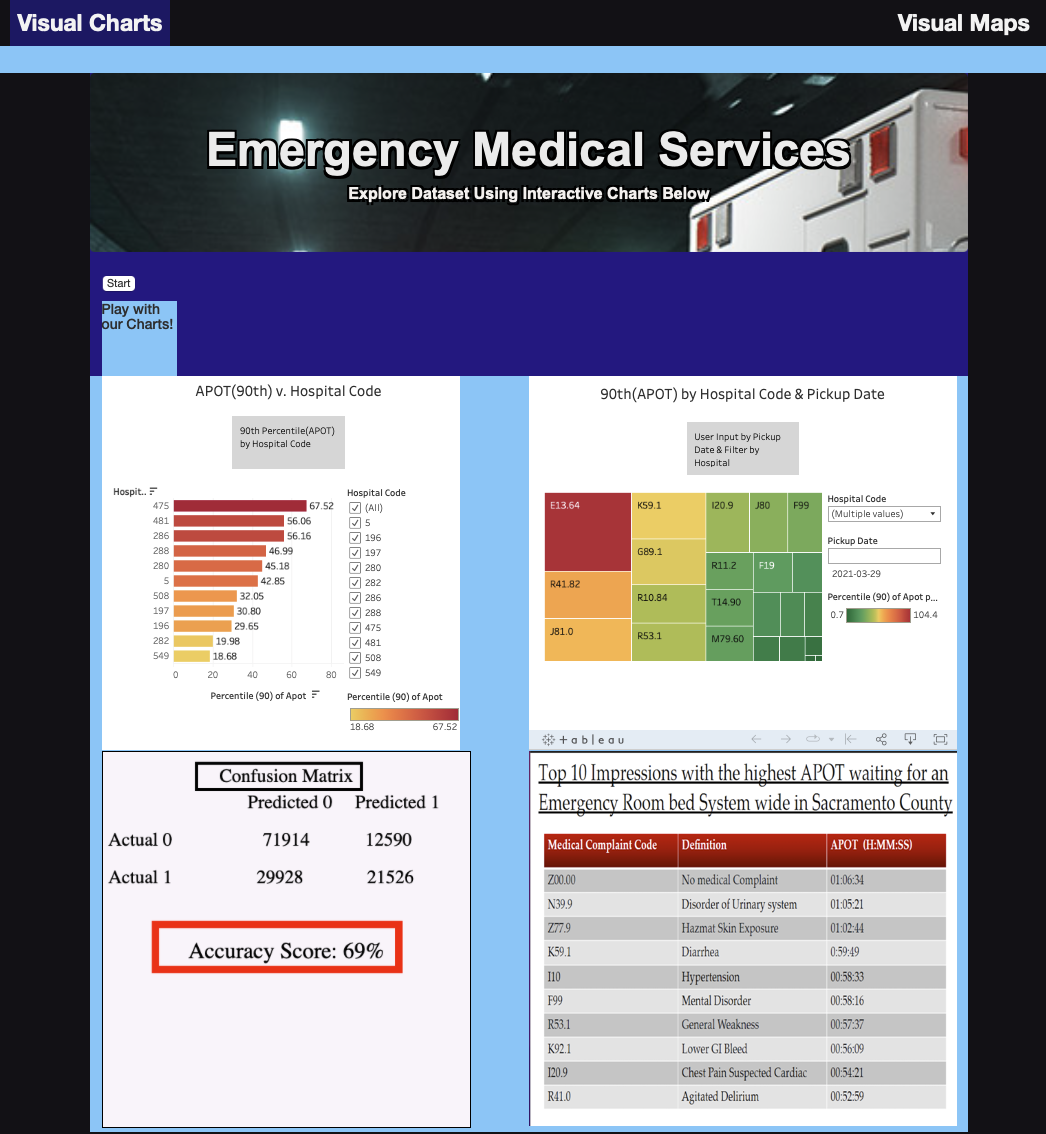 Visual Charts
Visual Maps
Emergency Medical Services
Explore Dataset Using Interactive Charts Below
Start
Play with
our Charts!
APOT(90th) v. Hospital Code
90th Percentile(APOT)
by Hospital Code
Hospit..
475 67.52
481 56.06
286 56.16
288 46.99
280 45.18
5 42.85
508 32.05
197 30.80
196 29.65
282 19.98
549 18.68
0 20 40 60 80
Percentile (90) of Apot
Hospital Code
(All)
5
196
197
280
282
286
288
475
481
508
549
Percentile (90) of Apot
18.68 67.52
90th(APOT) by Hospital Code & Pickup Date
User Input by Pickup
Date & Filter by
Hospital
E13.64
R41.82
J81.0
K59.1
G89.1
R10.84
R53.1
I20.9
J80
F99
R11.2
F19
T14.90
M79.60
Hospital Code
(Multiple values)
Pickup Date
2021-03-29
Percentile (90) of Apot p...
0.7 104.4
+ableau
Confusion Matrix
Predicted 0 Predicted 1
Actual 0 71914 12590
Actual 1 29928 21526
Accuracy Score: 69%
Top 10 Impressions with the highest APOT waiting for an
Emergency Room bed System wide in Sacramento County
Medical Complaint Code Definition APOT (H:MM:SS)
Z00.00 No medical Complaint 01:06:34
N39.9 Disorder of Urinary system 01:05:21
Z77.9 Hazmat Skin Exposure 01:02:44
K59.1 Diarrhea 0:59:49
I10 Hypertension 00:58:33
F99 Mental Disorder 00:58:16
R53.1 General Weakness 00:57:37
K92.1 Lower GI Bleed 00:56:09
I20.9 Chest Pain Suspected Cardiac 00:54:21
R41.0 Agitated Delirium 00:52:59